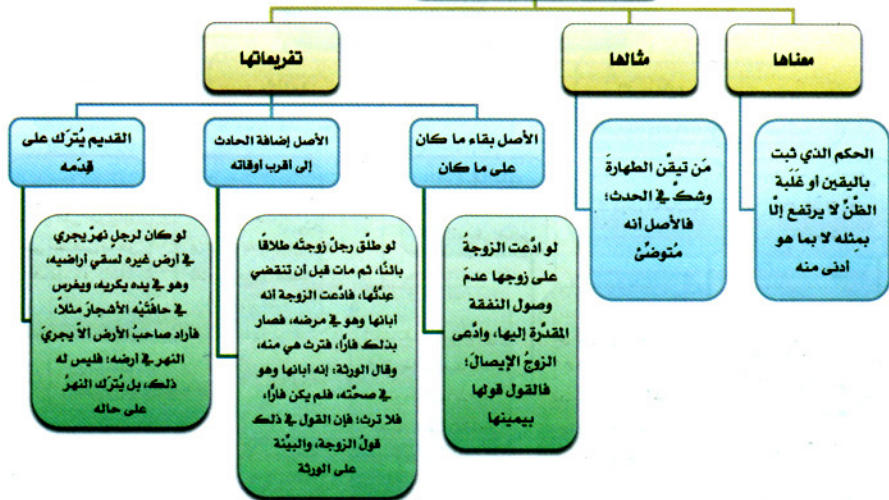 معناها
الحكم الذي ثبت
باليقين أو غَلَبة
الظنِّ لا يرتفع إلَّا
بمِثله لا بما هو
أدنى منه
مثالها
مَن تيقَّن الطهارةَ
وشكَّ في الحدث؛
فالأصل أنه
مُتوضئٌ
تفريعاتها
الأصل بقاء ما كان
على ما كان
لو ادَّعت الزوجةُ
على زوجها عدمَ
وصول النفقة
المقدَّرة إليها، وادَّعى
الزوجُ الإيصالَ؛
فالقول قولها
بيمينها
الأصل إضافة الحادث
إلى أقرب أوقاته
لو طلَّق رجلٌ زوجتَه طلاقًا
بائنًا، ثم مات قبل أن تنقضي
عِدَّتُها، فادَّعت الزوجة أنه
أبانها وهو في مرضه، فصار
بذلك فارًّا، فترث هي منه،
وقال الورثة: إنه أبانها وهو
في صحَّته، فلم يكن فارًّا،
فلا ترث؛ فإن القول في ذلك
قولُ الزوجة، والبيِّنة
على الورثة
القديم يُترَك على
قِدَمه
لو كان لرجلٍ نهرٌ يجري
في أرض غيره لسقي أراضيه،
وهو في يده يكريه، ويغرس
في حافَتَيْه الأشجارَ مثلاً،
فأراد صاحبُ الأرض ألَّا يجريَ
النهر في أرضه؛ فليس له
ذلك، بل يُترَك النهرُ
على حاله